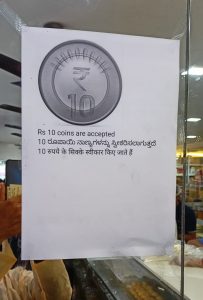 ₹
10
Rs 10 coins are accepted
10 ರೂಪಾಯಿ ನಾಣ್ಯಗಳನ್ನು ಸ್ವೀಕರಿಸಲಾಗುತ್ತದೆ
10 रुपये के सिक्के स्वीकार किए जाते हैं